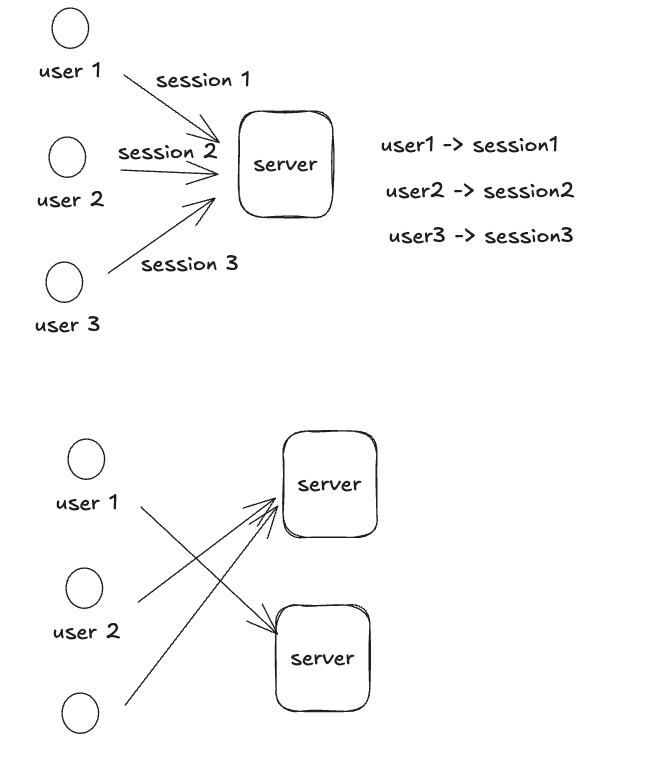 user 1
session 1
session 2
server
user1 -> session1
user 2
user2 -> session2
user3 -> session3
session 3
user 3
user 1
server
user 2
server